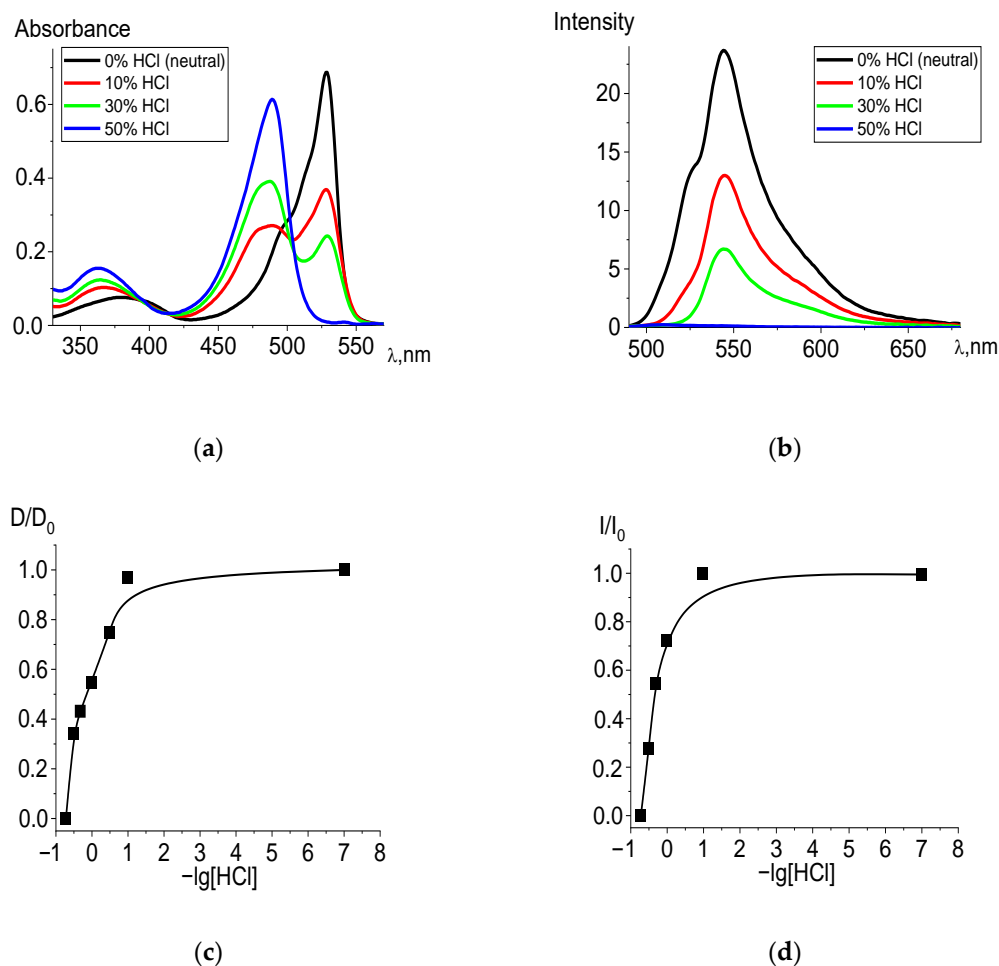 Absorbance
0% HCl (neutral)
10% HCl
30% HCl
50% HCl
0.6
0.4
0.2
0.0
350 400 450 500 550
λ,nm
(a)
Intensity
0% HCl (neutral)
10% HCl
30% HCl
50% HCl
20
15
10
5
0
500 550 600 650
λ,nm
(b)
D/D0
1.0
0.8
0.6
0.4
0.2
0.0
−1 0 1 2 3 4 5 6 7 8
−lg[HCl]
(c)
I/I0
1.0
0.8
0.6
0.4
0.2
0.0
−1 0 1 2 3 4 5 6 7 8
−lg[HCl]
(d)